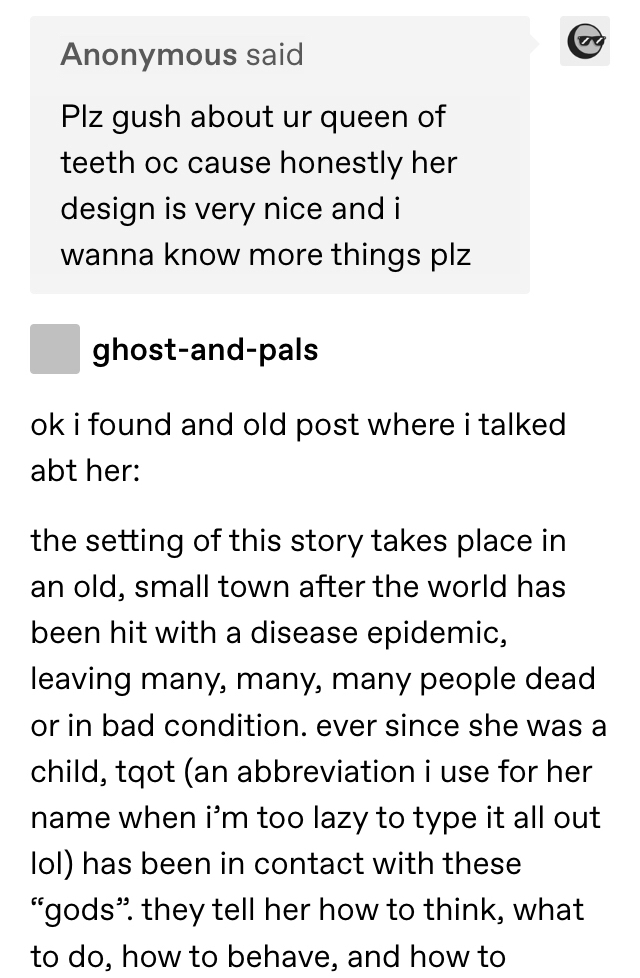 Anonymous said
Plz gush about ur queen of
teeth oc cause honestly her
design is very nice and i
wanna know more things plz
ghost-and-pals
ok i found and old post where i talked
abt her:
the setting of this story takes place in
an old, small town after the world has
been hit with a disease epidemic,
leaving many, many, many people dead
or in bad condition. ever since she was a
child, tqot (an abbreviation i use for her
name when i’m too lazy to type it all out
lol) has been in contact with these
“gods”. they tell her how to think, what
to do, how to behave, and how to